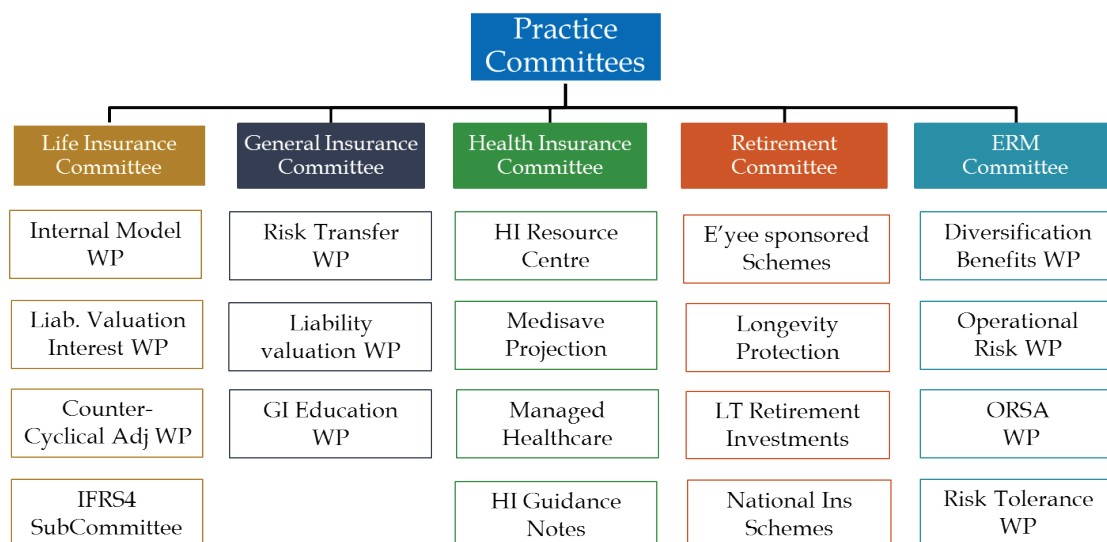 Practice
Committees
Life Insurance
Committee
General Insurance
Committee
Health Insurance
Committee
Retirement
Committee
ERM
Committee
Internal Model
WP
Risk Transfer
WP
HI Resource
Centre
E'yee sponsored
Schemes
Diversification
Benefits WP
Liab. Valuation
Interest WP
Liability
valuation WP
Medisave
Projection
Longevity
Protection
Operational
Risk WP
Counter-
Cyclical Adj WP
GI Education
WP
Managed
Healthcare
LT Retirement
Investments
ORSA
WP
IFRS4
SubCommittee
HI Guidance
Notes
National Ins
Schemes
Risk Tolerance
WP